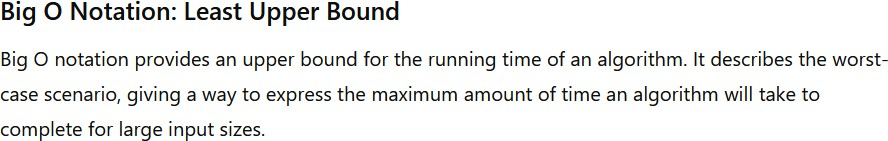 Big O Notation: Least Upper Bound
Big O notation provides an upper bound for the running time of an algorithm. It describes the worst-
case scenario, giving a way to express the maximum amount of time an algorithm will take to
complete for large input sizes.